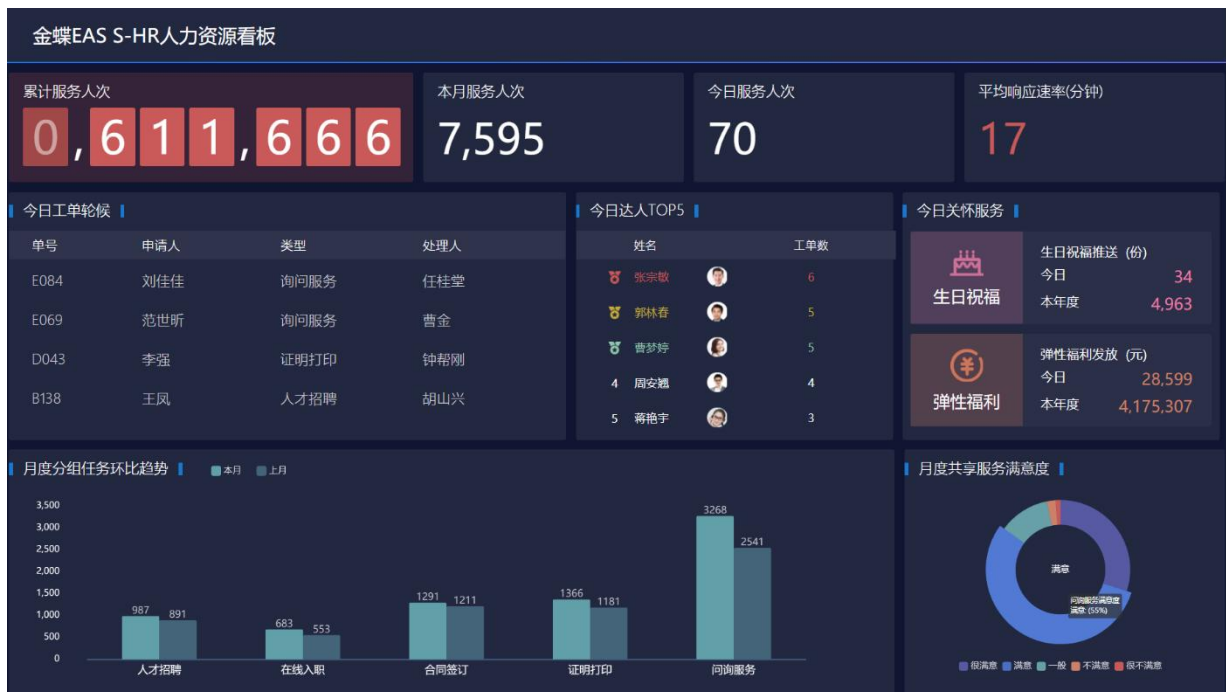 金蝶EAS S-HR人力资源看板
累计服务人次
0,611,666
本月服务人次
7,595
今日服务人次
70
平均响应速率(分钟)
17
今日工单轮候
单号 申请人 类型 处理人
E084 刘佳佳 询问服务 任桂堂
E069 范世昕 询问服务 曹金
D043 李强 证明打印 钟帮刚
B138 王凤 人才招聘 胡山兴
今日达人TOP5
姓名 工单数
张宗敏 6
郭林春 5
曹梦婷 5
4 周安翘 4
5 蒋艳宇 3
今日关怀服务
生日祝福
生日祝福推送 (份)
今日 34
本年度 4,963
弹性福利
弹性福利发放 (元)
今日 28,599
本年度 4,175,307
月度分组任务环比趋势
本月 上月
3,500
3,000
2,500
2,000
1,500
1,000
500
0
987 891
683 553
1291 1211
1366 1181
3268 2541
人才招聘 在线入职 合同签订 证明打印 问询服务
月度共享服务满意度
满意
问询服务满意度
满意: (55%)
很满意 满意 一般 不满意 很不满意